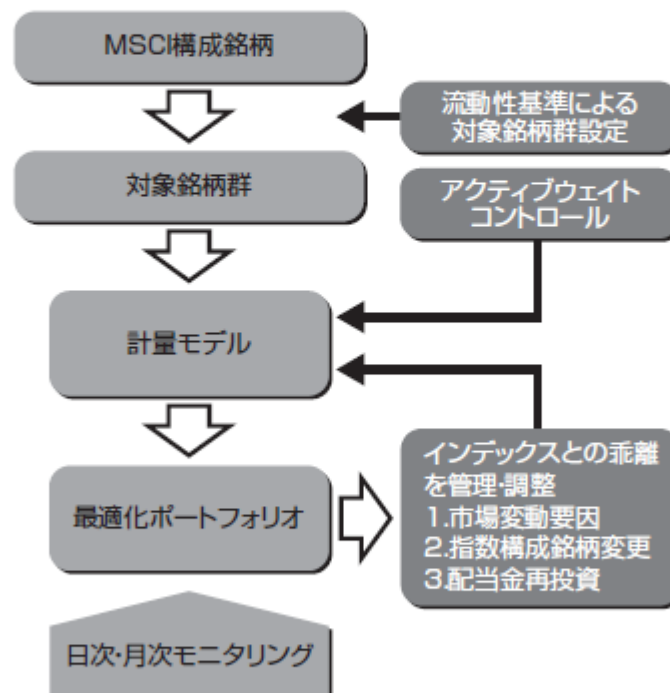 MSCI構成銘柄
流動性基準による
対象銘柄群設定
対象銘柄群
アクティブウェイト
コントロール
計量モデル
最適化ポートフォリオ
インデックスとの乖離
を管理・調整
1.市場変動要因
2.指数構成銘柄変更
3.配当金再投資
日次・月次モニタリング